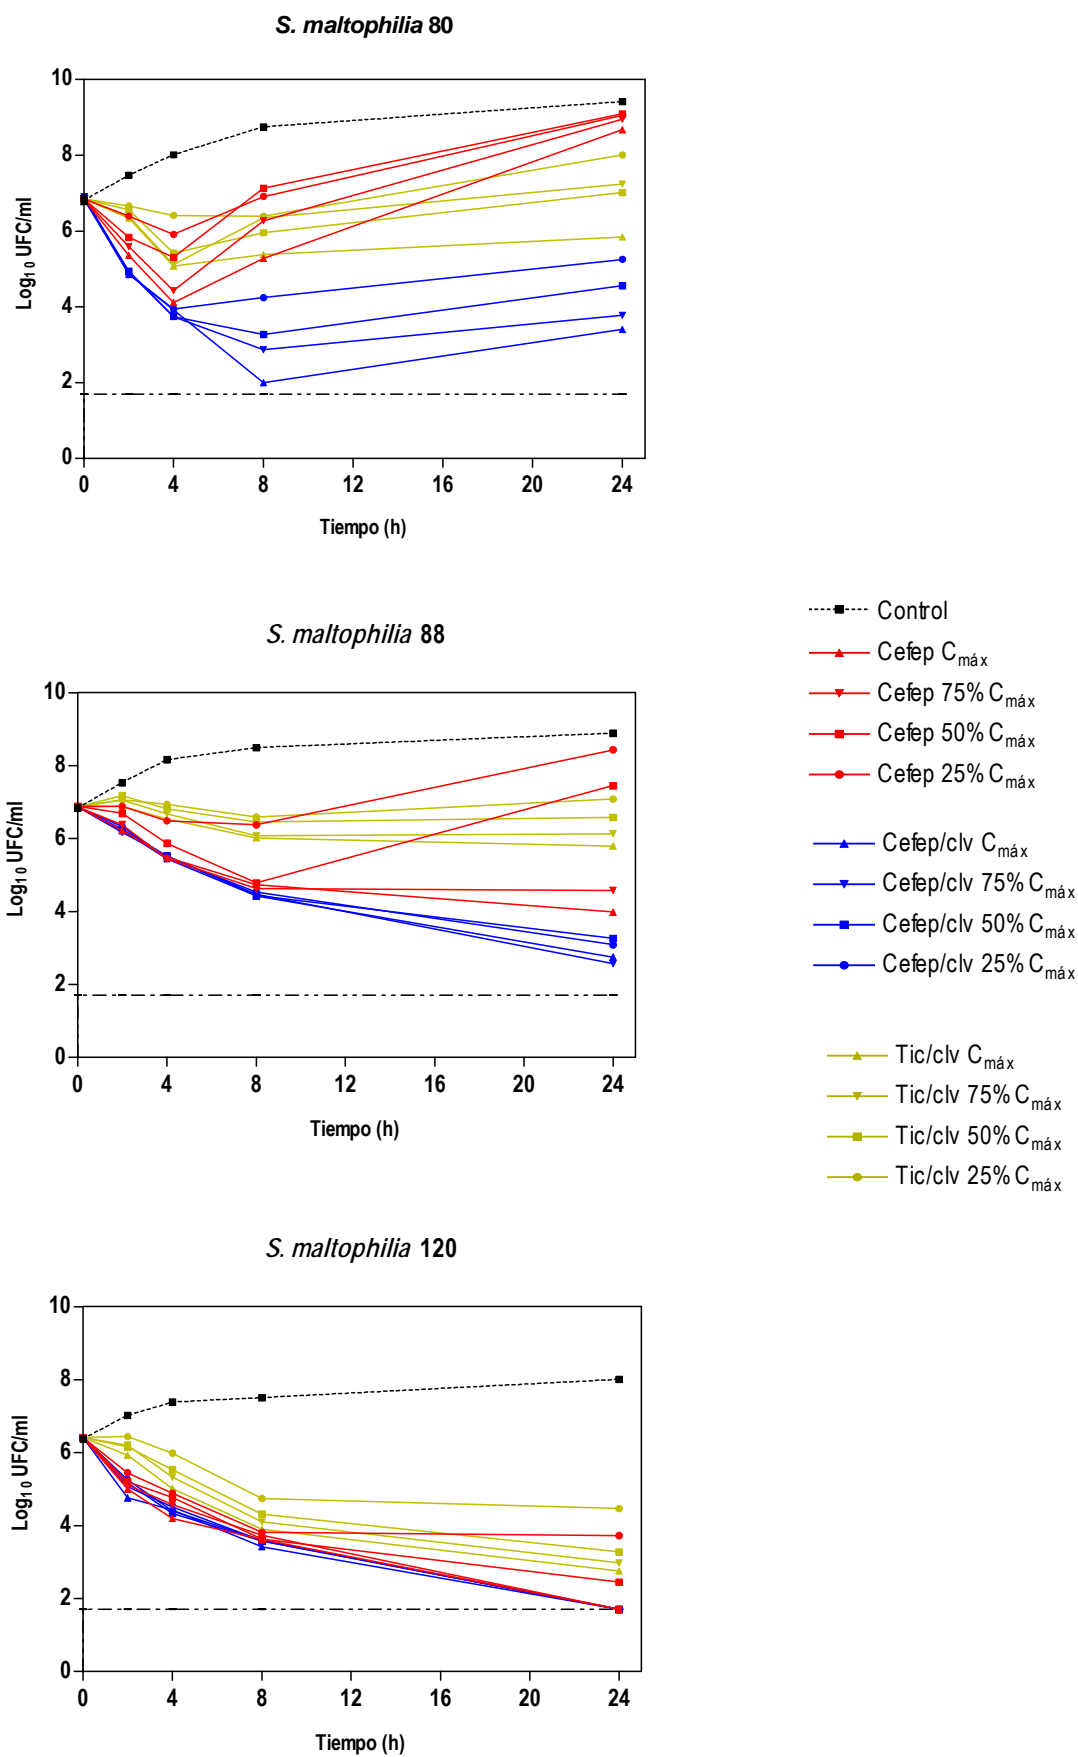 S. maltophilia 80
10
8
6
4
2
0
Log10 UFC/ml
0 4 8 12 16 20 24
Tiempo (h)
S. maltophilia 88
10
8
6
4
2
0
Log10 UFC/ml
0 4 8 12 16 20 24
Tiempo (h)
Control
Cefep Cmáx
Cefep 75% Cmáx
Cefep 50% Cmáx
Cefep 25% Cmáx
Cefep/clv Cmáx
Cefep/clv 75% Cmáx
Cefep/clv 50% Cmáx
Cefep/clv 25% Cmáx
Tic/clv Cmáx
Tic/clv 75% Cmáx
Tic/clv 50% Cmáx
Tic/clv 25% Cmáx
S. maltophilia 120
10
8
6
4
2
0
Log10 UFC/ml
0 4 8 12 16 20 24
Tiempo (h)